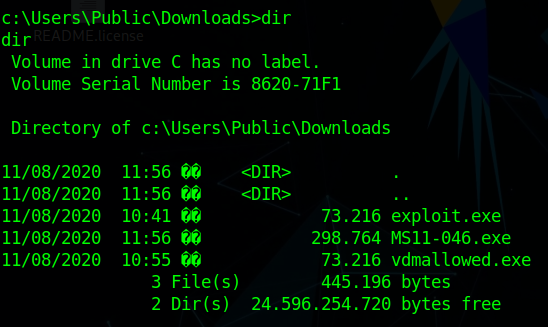 c:\Users\Public\Downloads>dir
dir
README.license
Volume in drive C has no label.
Volume Serial Number is 8620-71F1
Directory of c:\Users\Public\Downloads
11/08/2020 11:56 �� <DIR> .
11/08/2020 11:56 �� <DIR> ..
11/08/2020 10:41 �� 73.216 exploit.exe
11/08/2020 11:56 �� 298.764 MS11-046.exe
11/08/2020 10:55 �� 73.216 vdmallowed.exe
3 File(s) 445.196 bytes
2 Dir(s) 24.596.254.720 bytes free